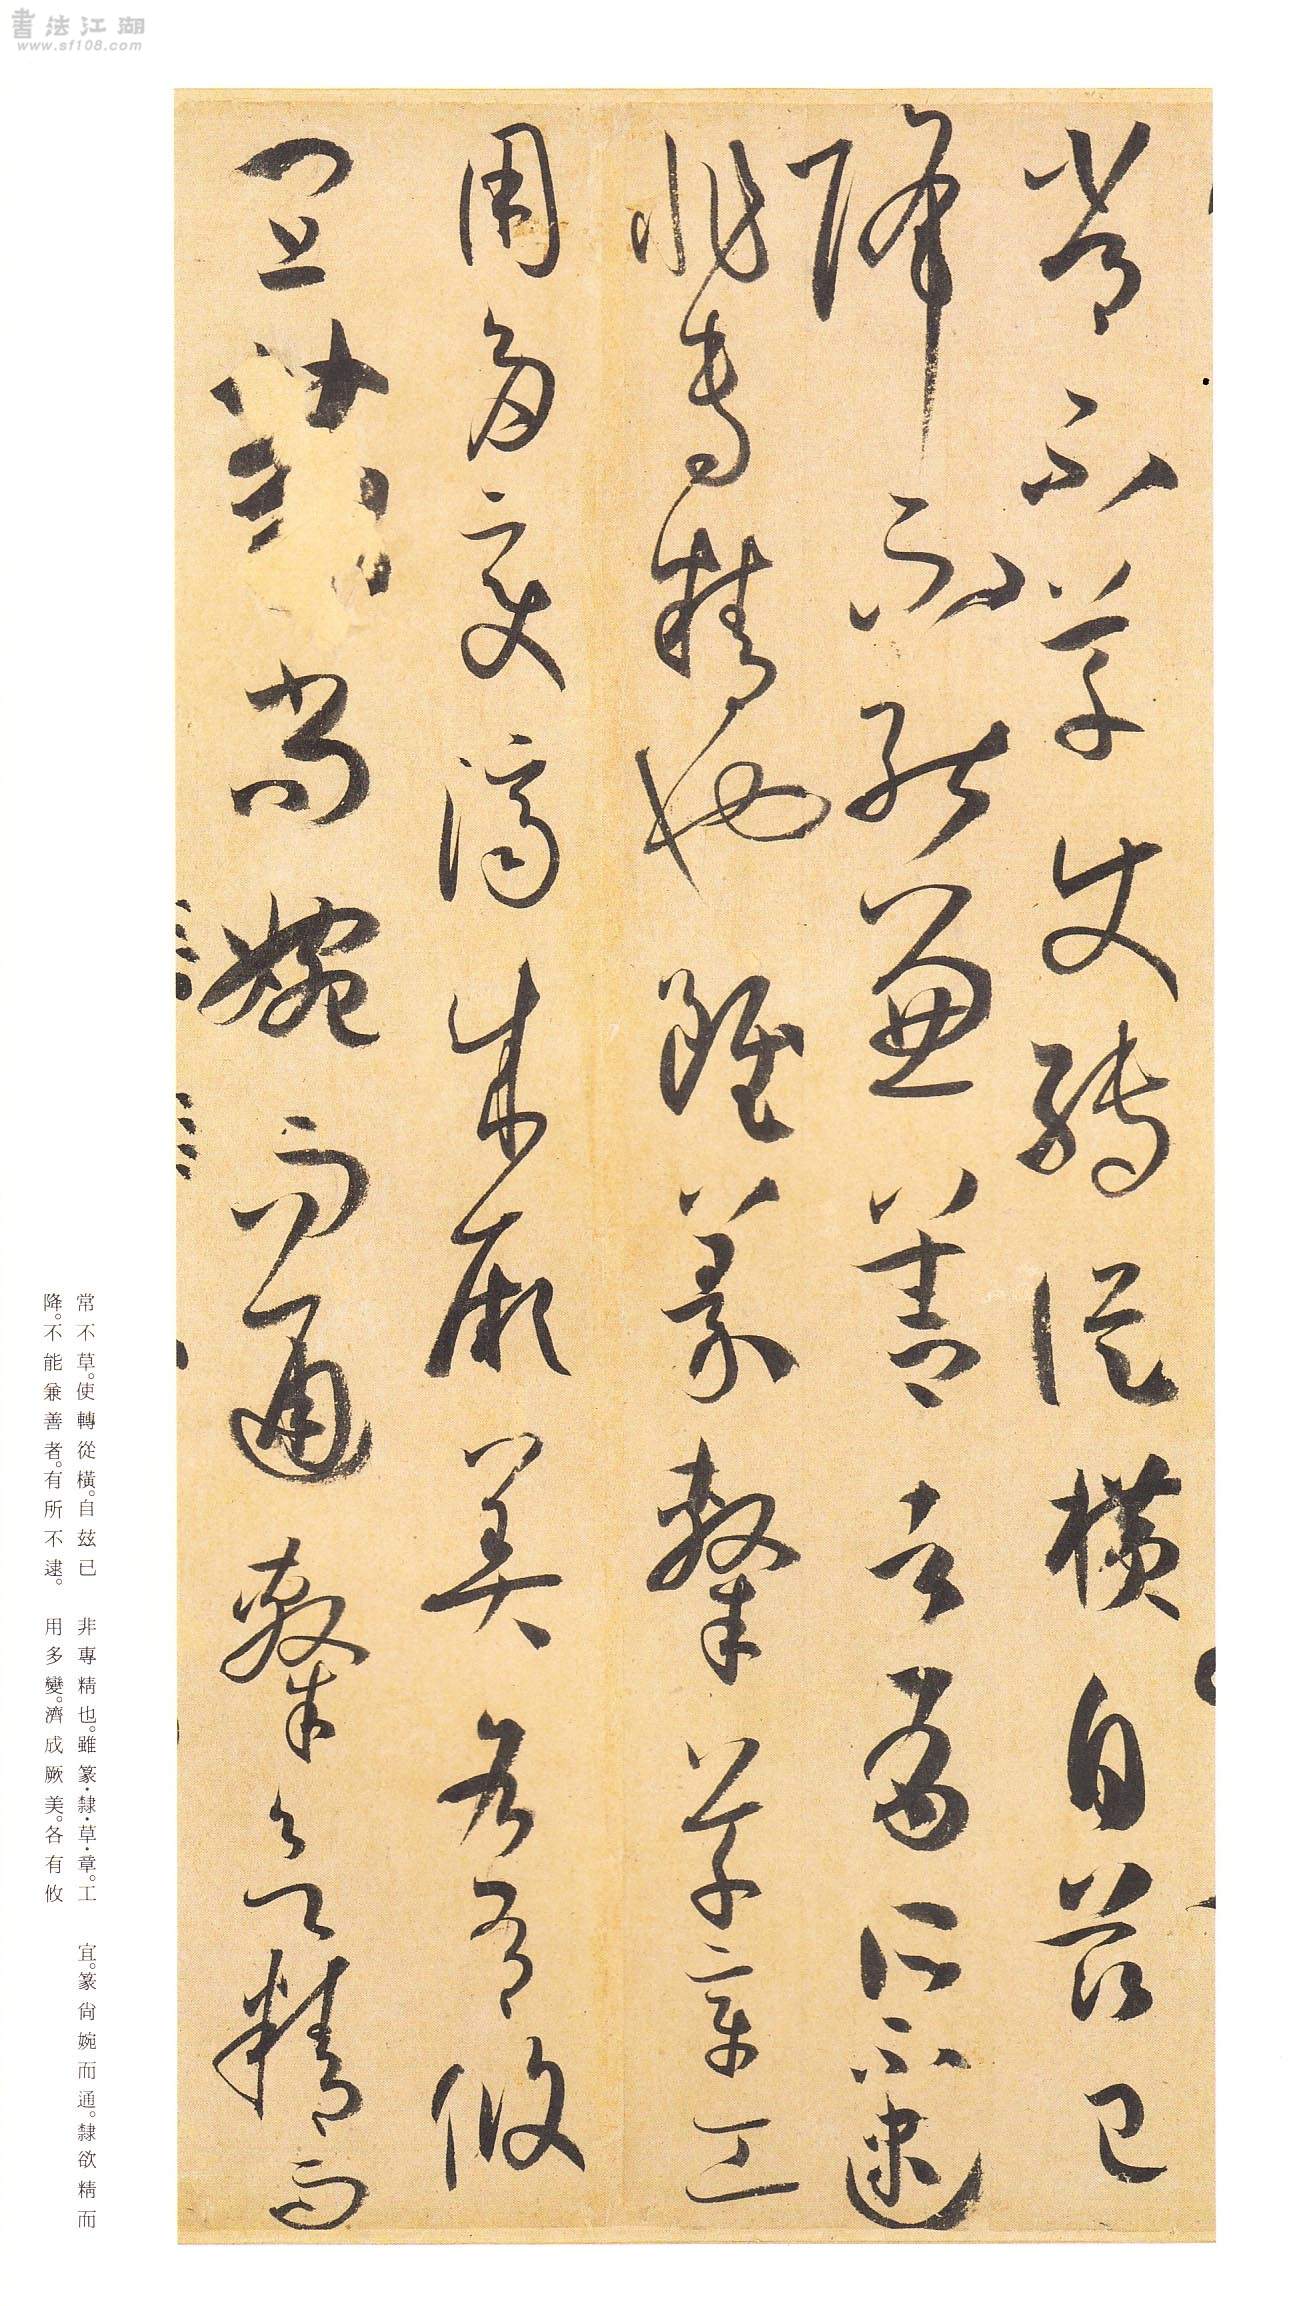 書法江湖
www.sf108.com
常不草使轉從橫自茲已
降不能兼善者有所不逮
非專精也雖篆隸草章工
用多變濟成厥美各有攸
宜篆尚婉而通隸欲精而
常不草。使轉從橫。自玆已
降。不能兼善者。有所不逮。
非專精也。雖篆・隸・草・章。工
用多變。濟成厥美。各有攸
宜。篆尙婉而通。隸欲精而